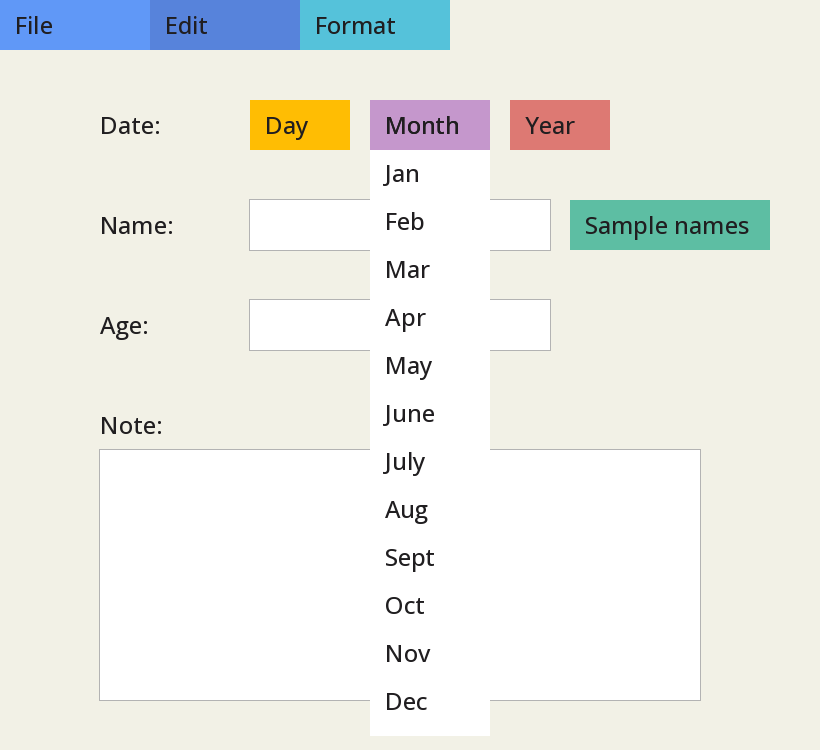 File Edit Format
Date: Day Month Year
Jan
Feb
Name: Sample names
Mar
Apr
Age:
May
June
Note:
July
Aug
Sept
Oct
Nov
Dec